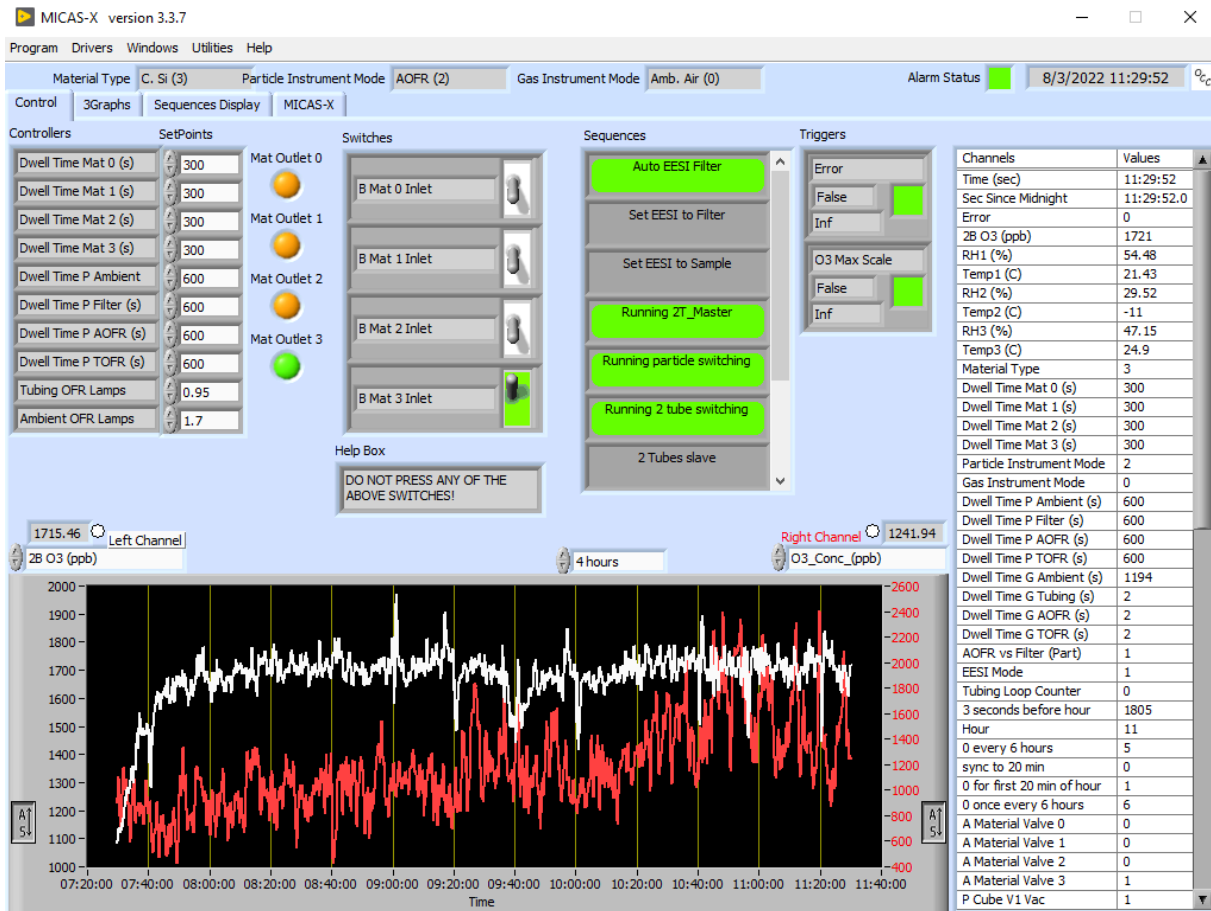 MICAS-X version 3.3.7
Program Drivers Windows Utilities Help
Material Type C. Si (3) Particle Instrument Mode AOFR (2) Gas Instrument Mode Amb. Air (0) Alarm Status 8/3/2022 11:29:52
Control 3Graphs Sequences Display MICAS-X
Controllers SetPoints
Dwell Time Mat 0 (s) 300
Dwell Time Mat 1 (s) 300
Dwell Time Mat 2 (s) 300
Dwell Time Mat 3 (s) 300
Dwell Time P Ambient 600
Dwell Time P Filter (s) 600
Dwell Time P AOFR (s) 600
Dwell Time P TOFR (s) 600
Tubing OFR Lamps 0.95
Ambient OFR Lamps 1.7
Mat Outlet 0
Mat Outlet 1
Mat Outlet 2
Mat Outlet 3
Switches
B Mat 0 Inlet
B Mat 1 Inlet
B Mat 2 Inlet
B Mat 3 Inlet
Help Box
DO NOT PRESS ANY OF THE
ABOVE SWITCHES!
Sequences
Auto EESI Filter
Set EESI to Filter
Set EESI to Sample
Running 2T_Master
Running particle switching
Running 2 tube switching
2 Tubes slave
Triggers
Error
False
Inf
O3 Max Scale
False
Inf
Channels Values
Time (sec) 11:29:52
Sec Since Midnight 11:29:52.0
Error 0
2B O3 (ppb) 1721
RH1 (%) 54.48
Temp1 (C) 21.43
RH2 (%) 29.52
Temp2 (C) -11
RH3 (%) 47.15
Temp3 (C) 24.9
Material Type 3
Dwell Time Mat 0 (s) 300
Dwell Time Mat 1 (s) 300
Dwell Time Mat 2 (s) 300
Dwell Time Mat 3 (s) 300
Particle Instrument Mode 2
Gas Instrument Mode 0
Dwell Time P Ambient (s) 600
Dwell Time P Filter (s) 600
Dwell Time P AOFR (s) 600
Dwell Time P TOFR (s) 600
Dwell Time G Ambient (s) 1194
Dwell Time G Tubing (s) 2
Dwell Time G AOFR (s) 2
Dwell Time G TOFR (s) 2
AOFR vs Filter (Part) 1
EESI Mode 1
Tubing Loop Counter 0
3 seconds before hour 1805
Hour 11
0 every 6 hours 5
sync to 20 min 0
0 for first 20 min of hour 1
0 once every 6 hours 6
A Material Valve 0 0
A Material Valve 1 0
A Material Valve 2 0
A Material Valve 3 1
P Cube V1 Vac 1
1715.46 Left Channel
2B O3 (ppb)
4 hours
Right Channel 1241.94
O3_Conc_(ppb)
2000
1900
1800
1700
1600
1500
1400
1300
1200
1100
1000
2600
2400
2200
2000
1800
1600
1400
1200
1000
800
600
400
A
S
A
S
07:20:00 07:40:00 08:00:00 08:20:00 08:40:00 09:00:00 09:20:00 09:40:00 10:00:00 10:20:00 10:40:00 11:00:00 11:20:00 11:40:00
Time